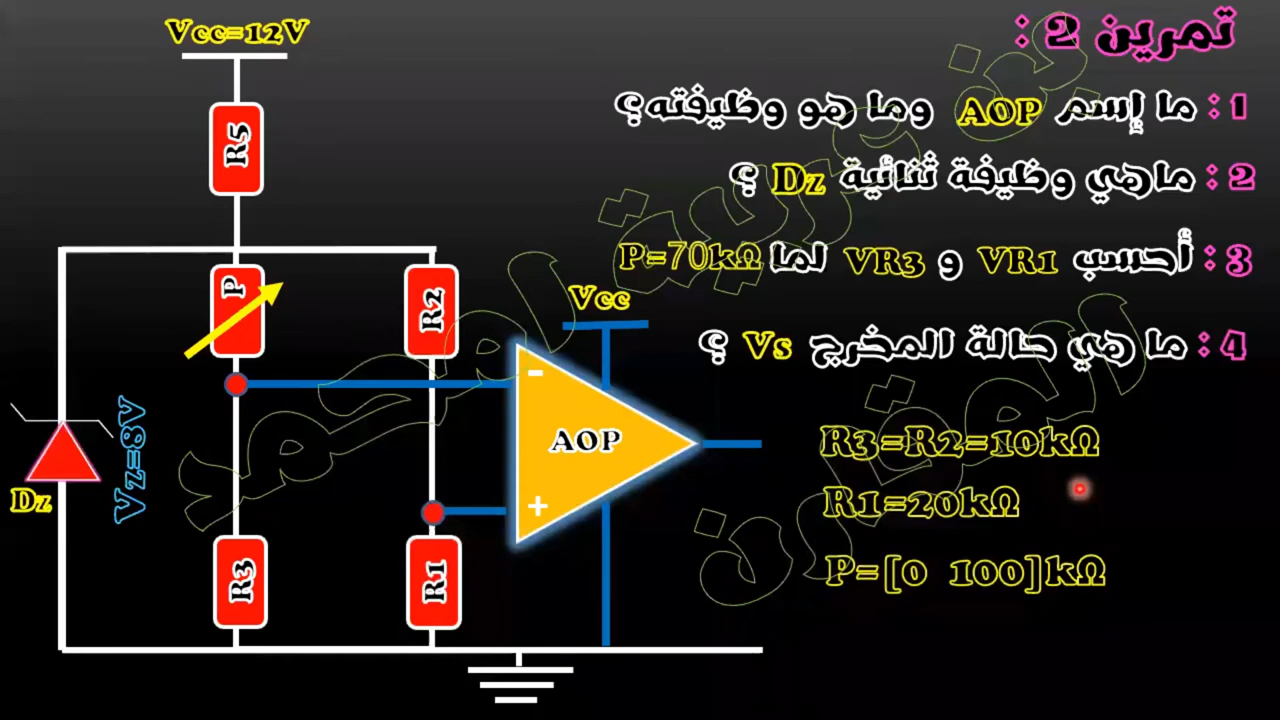 تمرين 2 :
1 : ما إسم AOP وما هو وظيفته؟
2 : ماهي وظيفة ثنائية Dz ؟
3 : أحسب VR1 و VR3 لما P=70kΩ
4 : ما هي حالة المخرج Vs ؟
R3=R2=10kΩ
R1=20kΩ
P=[0 100]kΩ
Vcc=12V
R5
P
R2
Vcc
-
AOP
+
Dz
Vz=8V
R3
R1